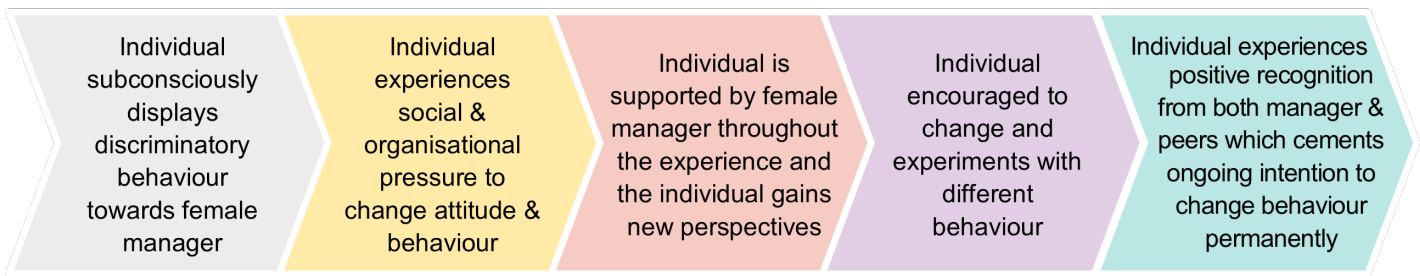 Individual
subconsciously
displays
discriminatory
behaviour
towards female
manager
Individual
experiences
social &
organisational
pressure to
change attitude &
behaviour
Individual is
supported by female
manager throughout
the experience and
the individual gains
new perspectives
Individual
encouraged to
change and
experiments with
different
behaviour
Individual experiences
positive recognition
from both manager &
peers which cements
ongoing intention to
change behaviour
permanently